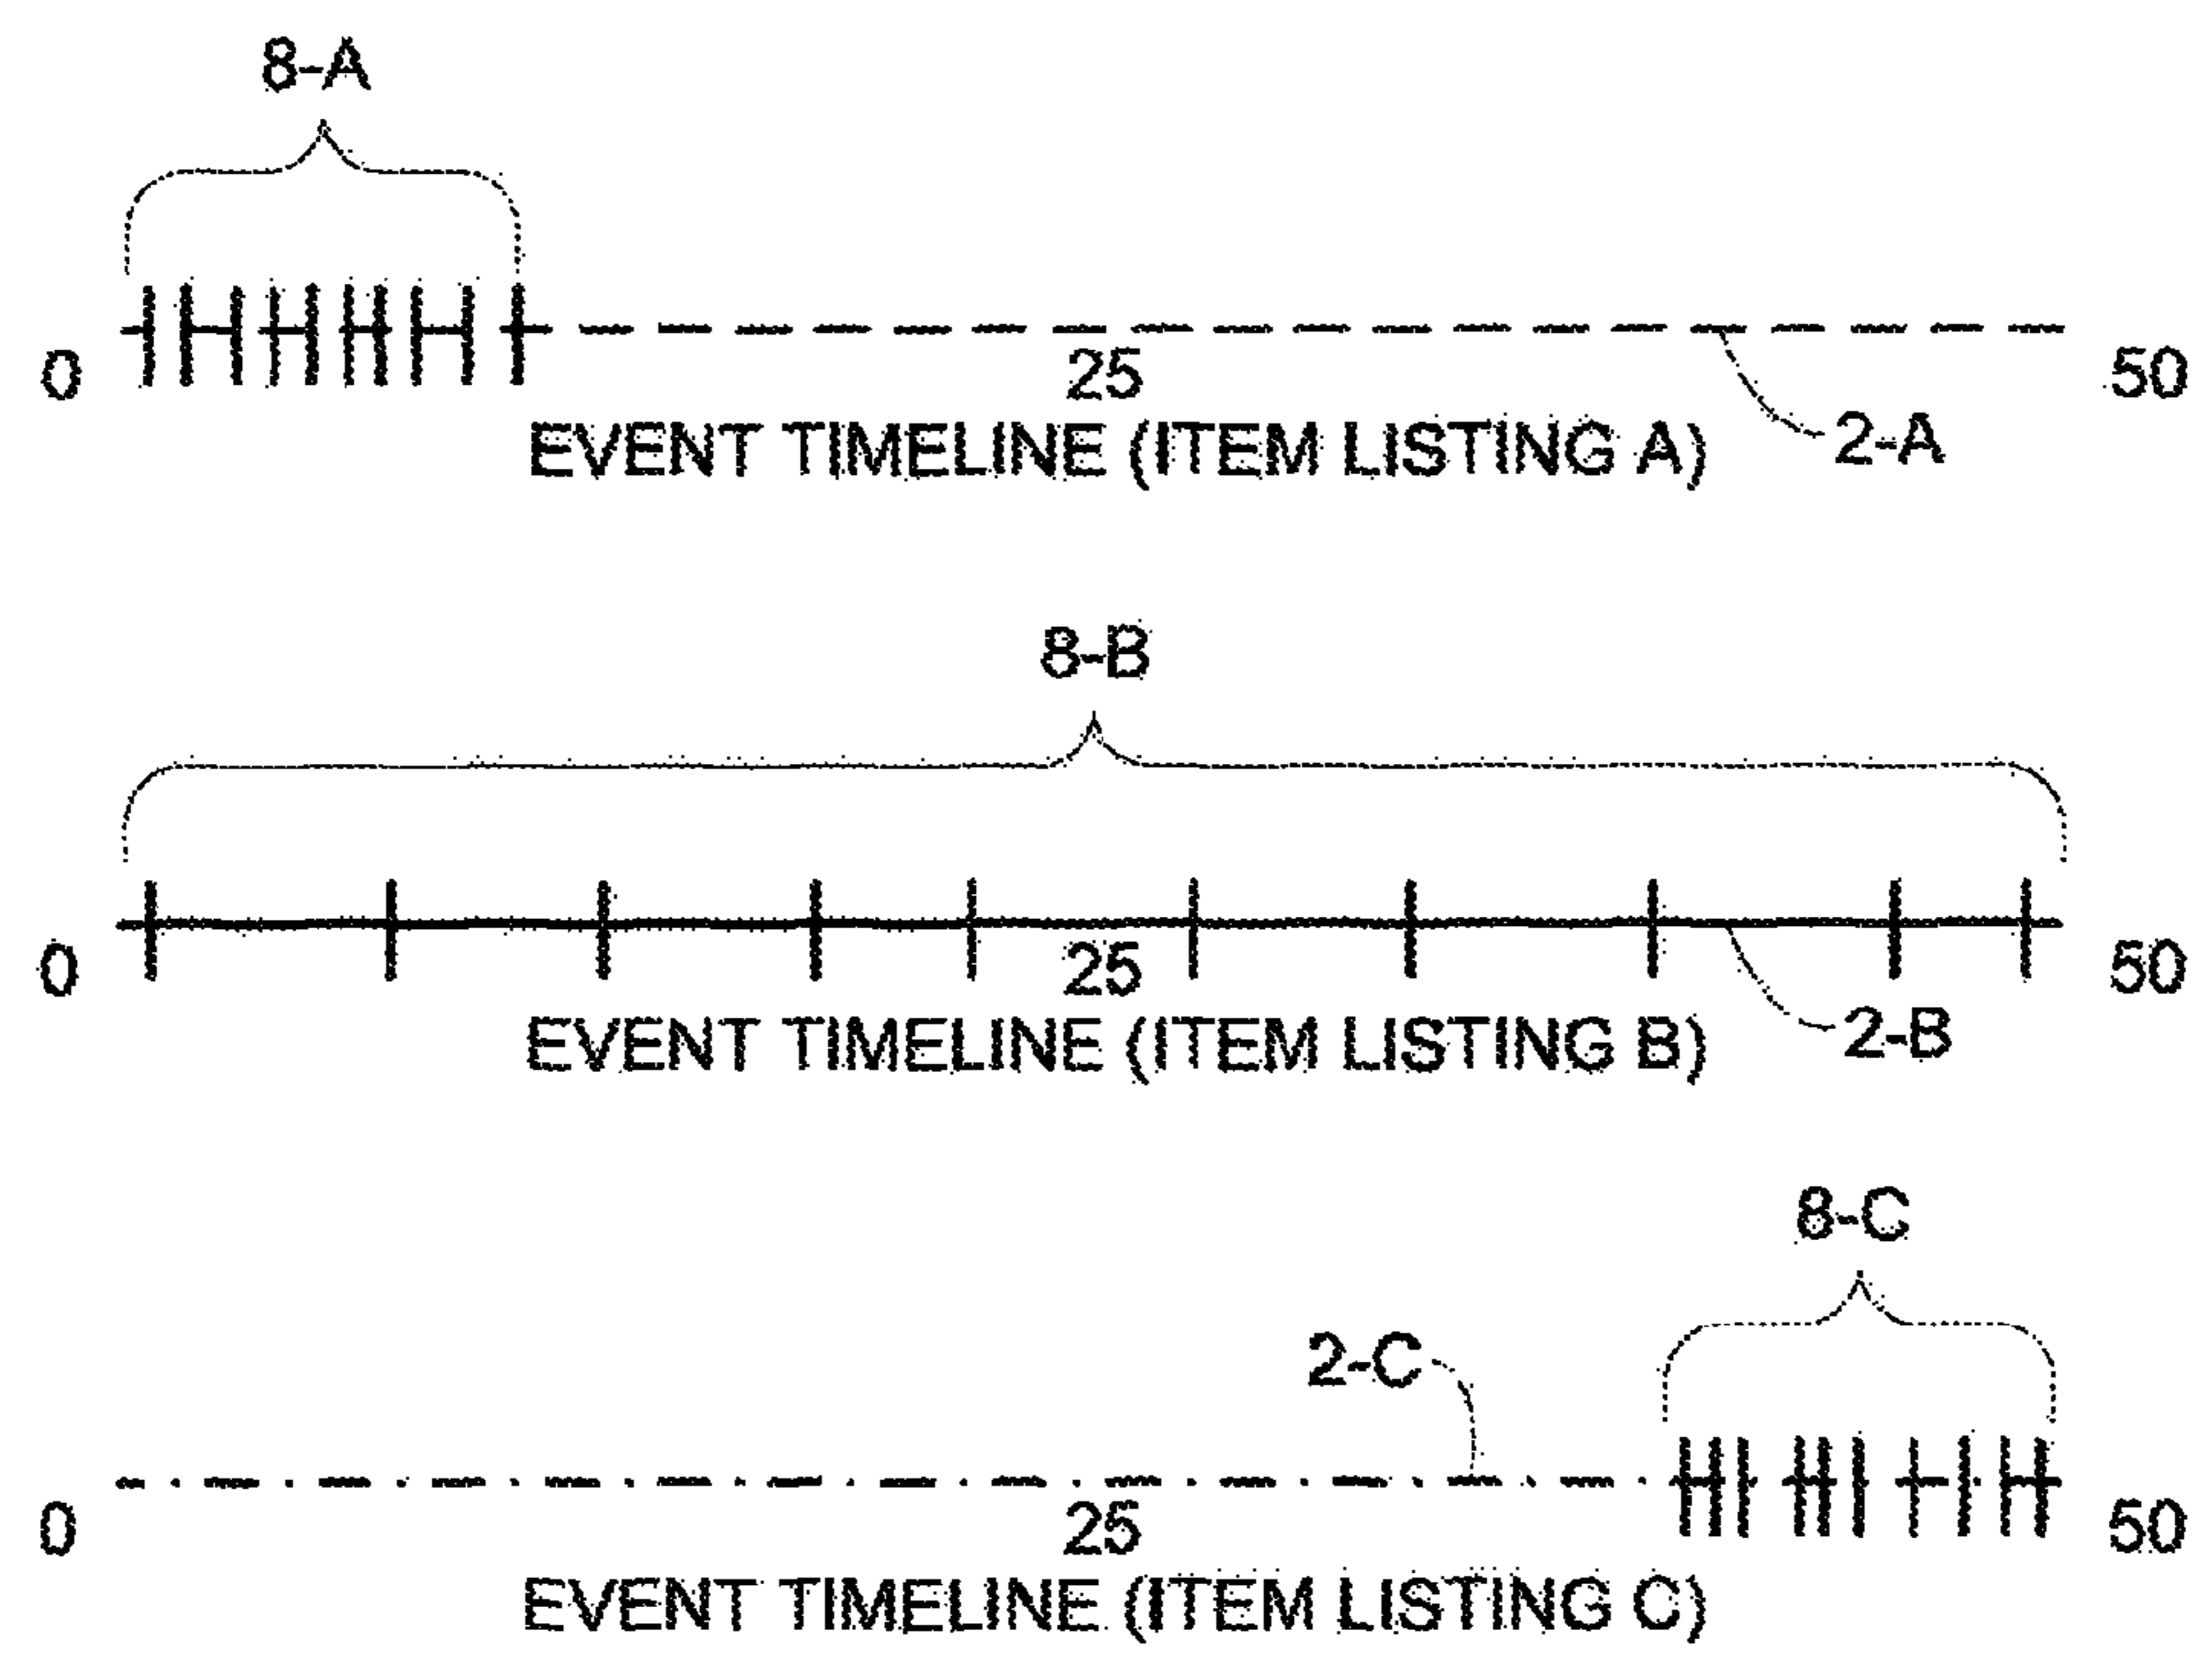 8-A
0 25 50
EVENT TIMELINE (ITEM LISTING A) 2-A
8-B
0 25 50
EVENT TIMELINE (ITEM LISTING B) 2-B
8-C
2-C
0 25 50
EVENT TIMELINE (ITEM LISTING C)